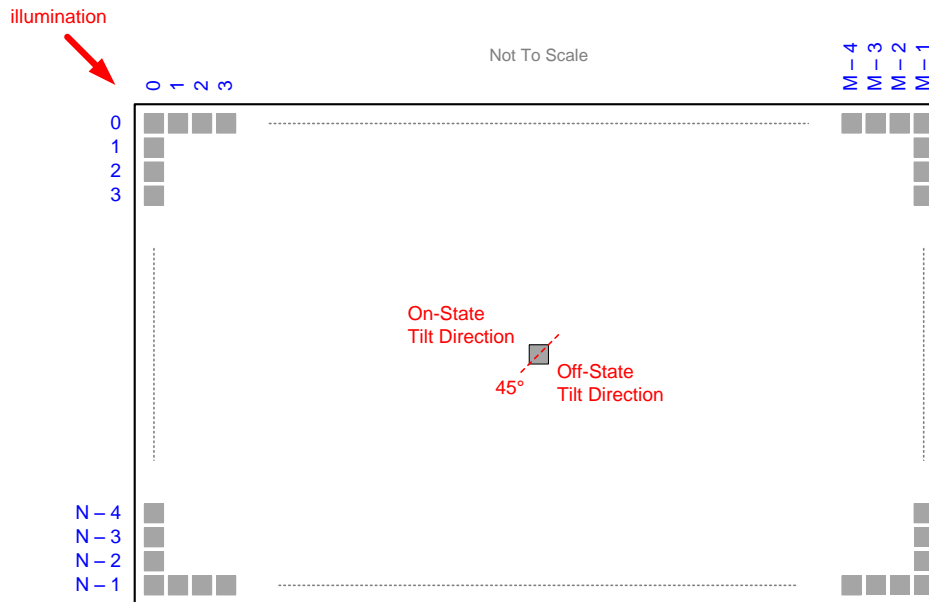 illumination
Not To Scale
0 1 2 3
M – 4 M – 3 M – 2 M – 1
0
1
2
3
On-State
Tilt Direction
45°
Off-State
Tilt Direction
N – 4
N – 3
N – 2
N – 1